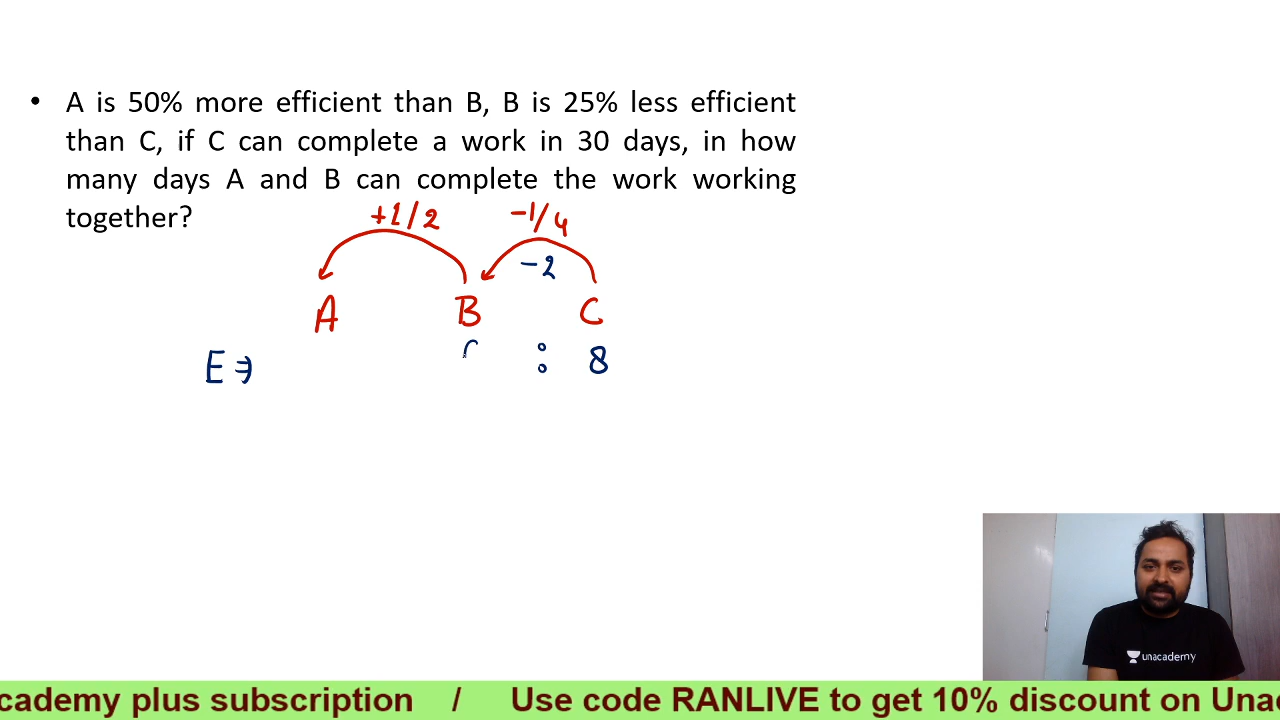 • A is 50% more efficient than B, B is 25% less efficient
than C, if C can complete a work in 30 days, in how
many days A and B can complete the work working
together?
+1/2 -1/4
-2
A B C
E⇒ : 8
unacademy
cademy plus subscription / Use code RANLIVE to get 10% discount on Una